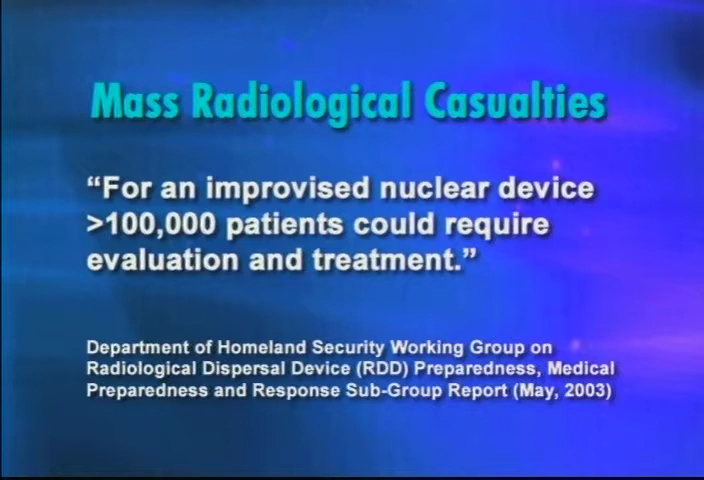 Mass Radiological Casualties
“For an improvised nuclear device
>100,000 patients could require
evaluation and treatment.”
Department of Homeland Security Working Group on
Radiological Dispersal Device (RDD) Preparedness, Medical
Preparedness and Response Sub-Group Report (May, 2003)